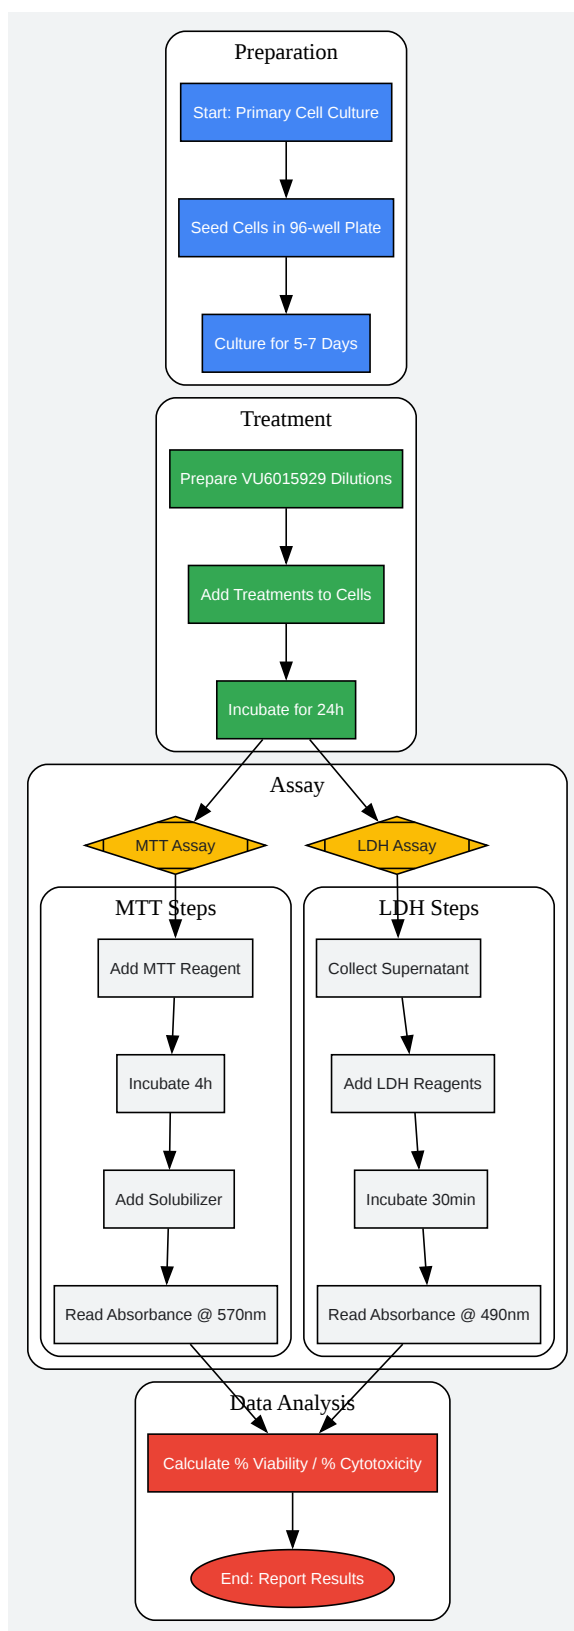 Preparation
Start: Primary Cell Culture
Seed Cells in 96-well Plate
Culture for 5-7 Days
Treatment
Prepare VU6015929 Dilutions
Add Treatments to Cells
Incubate for 24h
Assay
MTT Assay
LDH Assay
MTT Steps
Add MTT Reagent
Incubate 4h
Add Solubilizer
Read Absorbance @ 570nm
LDH Steps
Collect Supernatant
Add LDH Reagents
Incubate 30min
Read Absorbance @ 490nm
Data Analysis
Calculate % Viability / % Cytotoxicity
End: Report Results